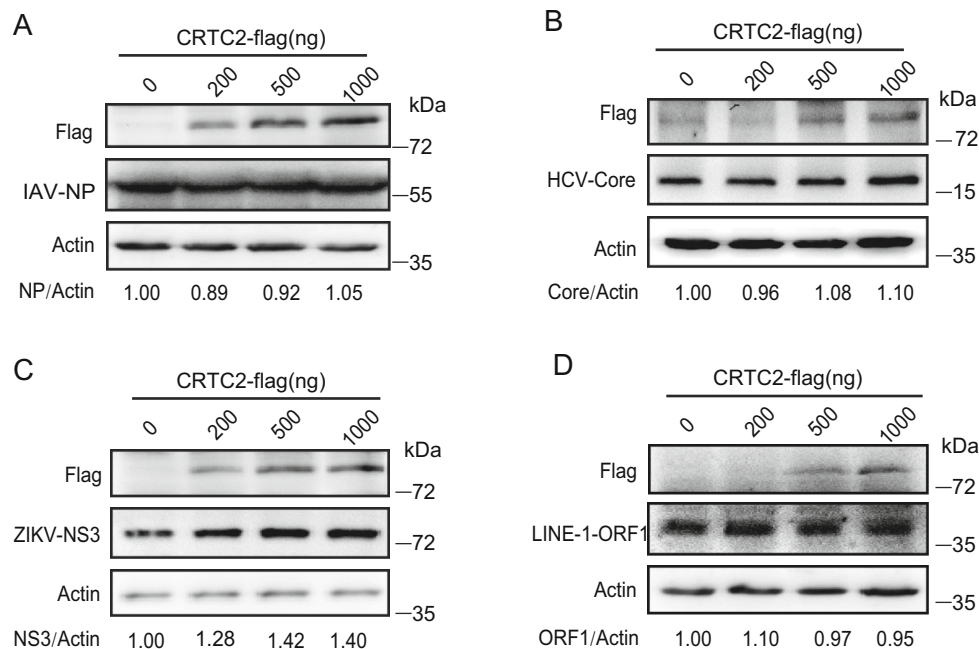 A
CRTC2-flag(ng)
0 200 500 1000
kDa
Flag
—72
IAV-NP
—55
Actin
—35
NP/Actin 1.00 0.89 0.92 1.05
B
CRTC2-flag(ng)
0 200 500 1000
kDa
Flag
—72
HCV-Core
—15
Actin
—35
Core/Actin 1.00 0.96 1.08 1.10
C
CRTC2-flag(ng)
0 200 500 1000
kDa
Flag
—72
ZIKV-NS3
—72
Actin
—35
NS3/Actin 1.00 1.28 1.42 1.40
D
CRTC2-flag(ng)
0 200 500 1000
kDa
Flag
—72
LINE-1-ORF1
—35
Actin
—35
ORF1/Actin 1.00 1.10 0.97 0.95